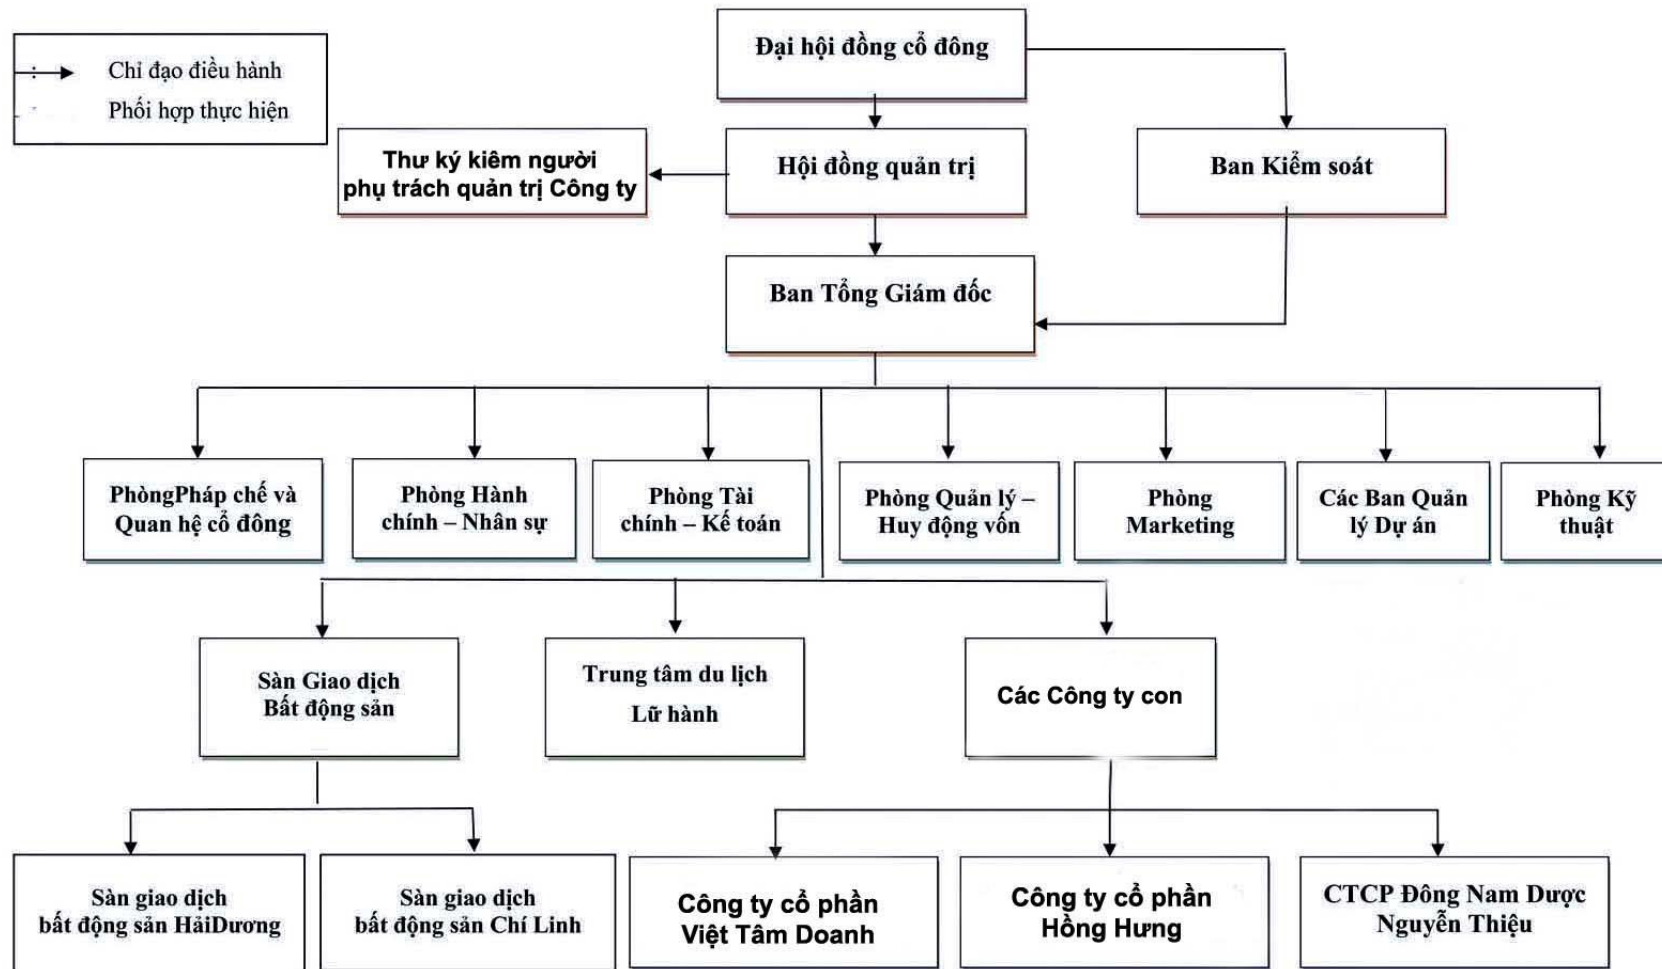 Đại hội đồng cổ đông
: Chỉ đạo điều hành
Phối hợp thực hiện
Thư ký kiêm người
phụ trách quản trị Công ty
Hội đồng quản trị
Ban Kiểm soát
Ban Tổng Giám đốc
PhòngPháp chế và
Quan hệ cổ đông
Phòng Hành
chính – Nhân sự
Phòng Tài
chính – Kế toán
Phòng Quản lý –
Huy động vốn
Phòng
Marketing
Các Ban Quản
lý Dự án
Phòng Kỹ
thuật
Sàn Giao dịch
Bất động sản
Trung tâm du lịch
Lữ hành
Các Công ty con
Sàn giao dịch
bất động sản HảiDương
Sàn giao dịch
bất động sản Chí Linh
Công ty cổ phần
Việt Tâm Doanh
Công ty cổ phần
Hồng Hưng
CTCP Đông Nam Dược
Nguyễn Thiệu